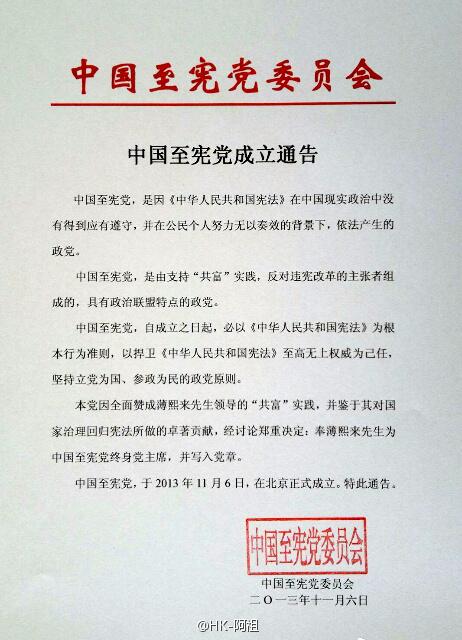 中国至宪党委员会
中国至宪党成立通告
中国至宪党，是因《中华人民共和国宪法》在中国现实政治中没
有得到应有遵守，并在公民个人努力无以奏效的背景下，依法产生的
政党。
中国至宪党，是由支持“共富”实践，反对违宪改革的主张者组
成的，具有政治联盟特点的政党。
中国至宪党，自成立之日起，必以《中华人民共和国宪法》为根
本行为准则，以捍卫《中华人民共和国宪法》至高无上权威为己任，
坚持立党为国、参政为民的政党原则。
本党因全面赞成薄熙来先生领导的“共富”实践，并鉴于其对国
家治理回归宪法所做的卓著贡献，经讨论郑重决定：奉薄熙来先生为
中国至宪党终身党主席，并写入党章。
中国至宪党，于 2013 年 11 月 6 日，在北京正式成立。特此通告。
中国至宪党委员会
中国至宪党委员会
二〇一三年十一月六日
@HK-阿祖